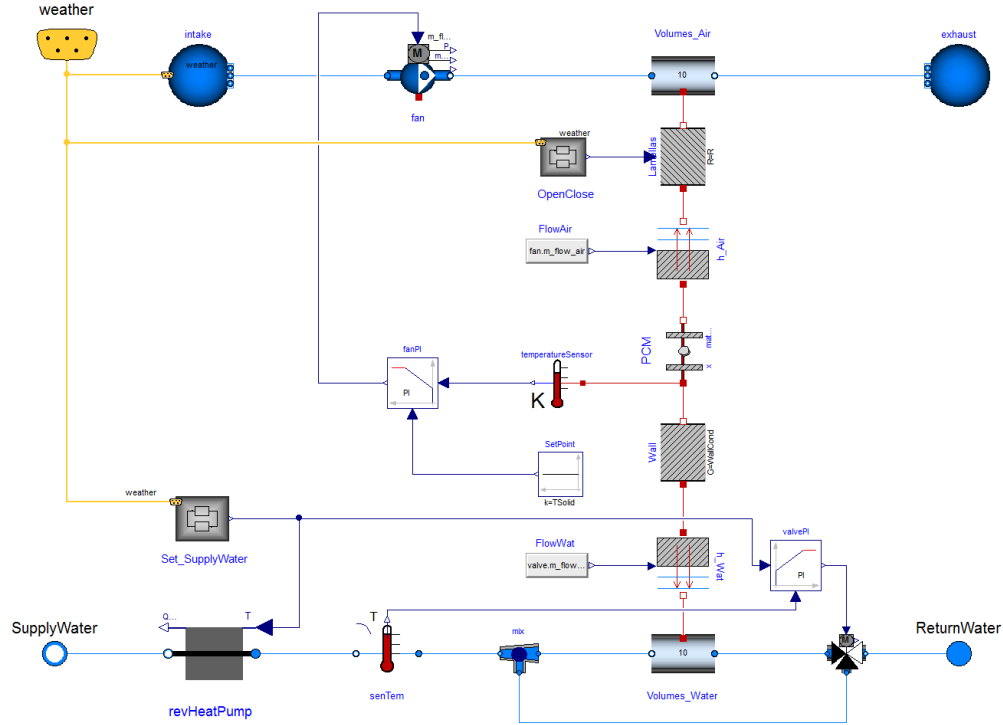 weather
intake
Volumes_Air
exhaust
weather
M
m_fl...
P
m...
10
fan
weather
Lamellas
R=R
OpenClose
FlowAir
fan.m_flow_air
h_Air
PCM
mat...
x
fanPI
PI
temperatureSensor
K
Wall
G=WallCond
SetPoint
k=TSolid
weather
Set_SupplyWater
FlowWat
valve.m_flow...
h_Wat
valvePI
PI
SupplyWater
Q...
T
T
mix
10
M
ReturnWater
revHeatPump
senTem
Volumes_Water